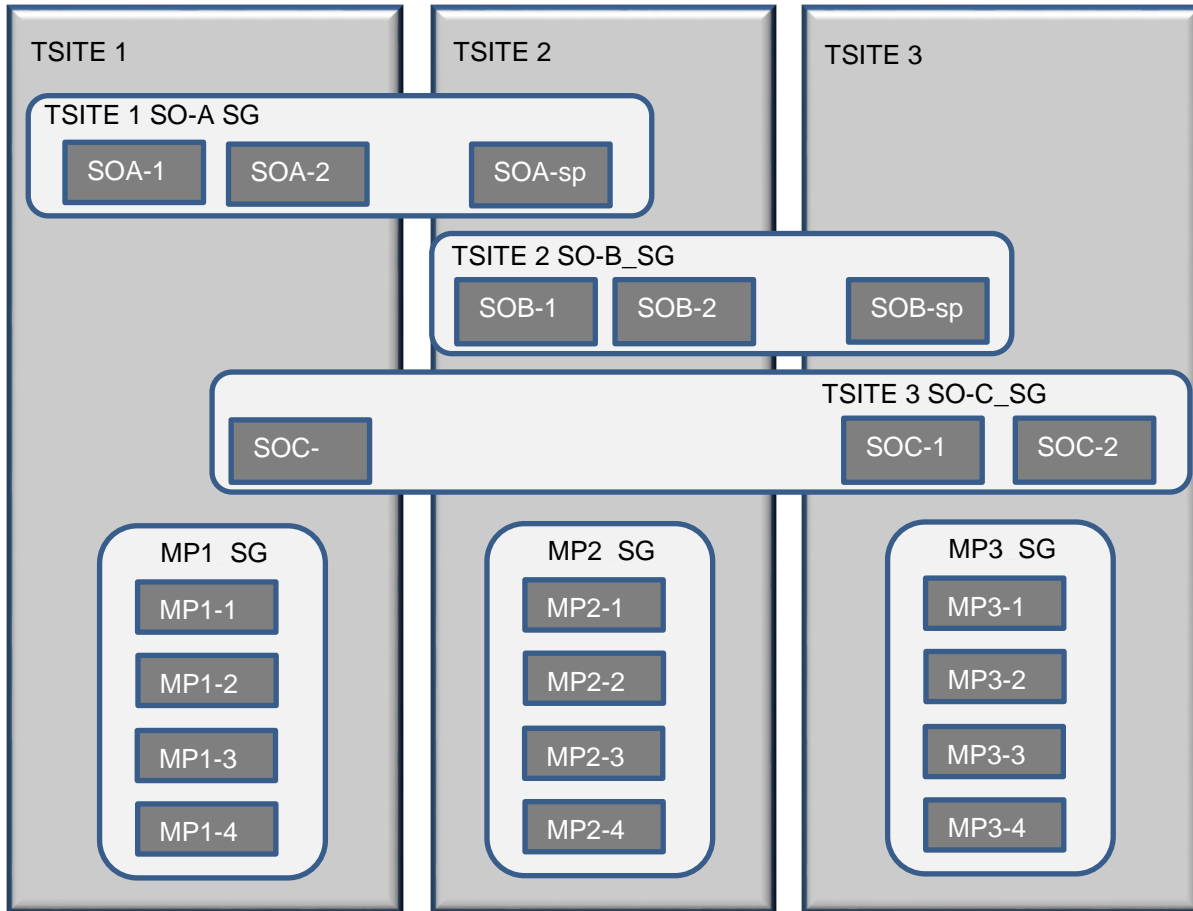 TSITE 1
TSITE 2
TSITE 3
TSITE 1 SO-A SG
SOA-1
SOA-2
SOA-sp
TSITE 2 SO-B_SG
SOB-1
SOB-2
SOB-sp
TSITE 3 SO-C_SG
SOC-
SOC-1
SOC-2
MP1 SG
MP1-1
MP1-2
MP1-3
MP1-4
MP2 SG
MP2-1
MP2-2
MP2-3
MP2-4
MP3 SG
MP3-1
MP3-2
MP3-3
MP3-4